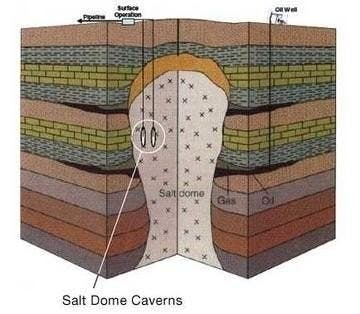 Surface
Operation
Pipeline
Oil Well
Salt dome
Gas
Oil
Salt Dome Caverns